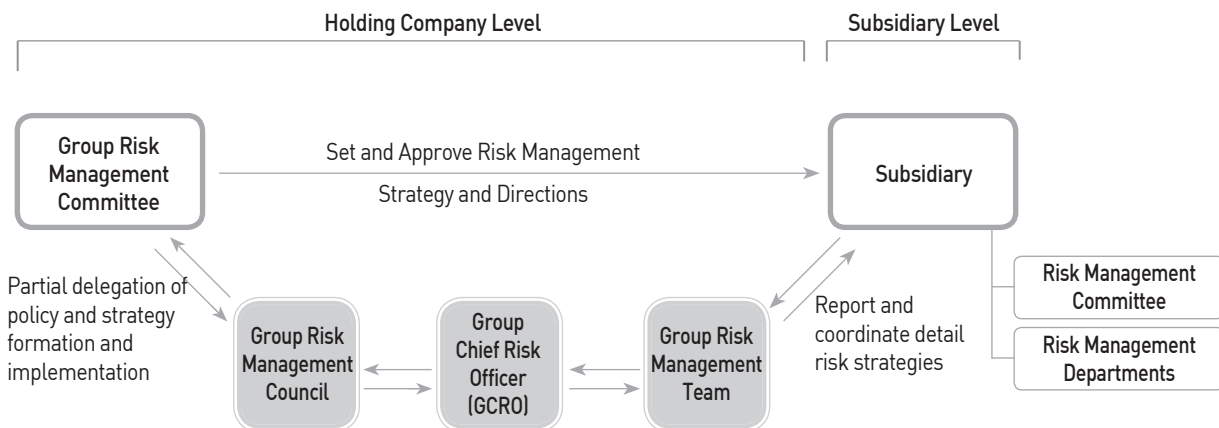 Holding Company Level
Subsidiary Level
Group Risk
Management
Committee
Set and Approve Risk Management
Strategy and Directions
Subsidiary
Partial delegation of
policy and strategy
formation and
implementation
Group Risk
Management
Council
Group
Chief Risk
Officer
(GCRO)
Group Risk
Management
Team
Report and
coordinate detail
risk strategies
Risk Management
Committee
Risk Management
Departments